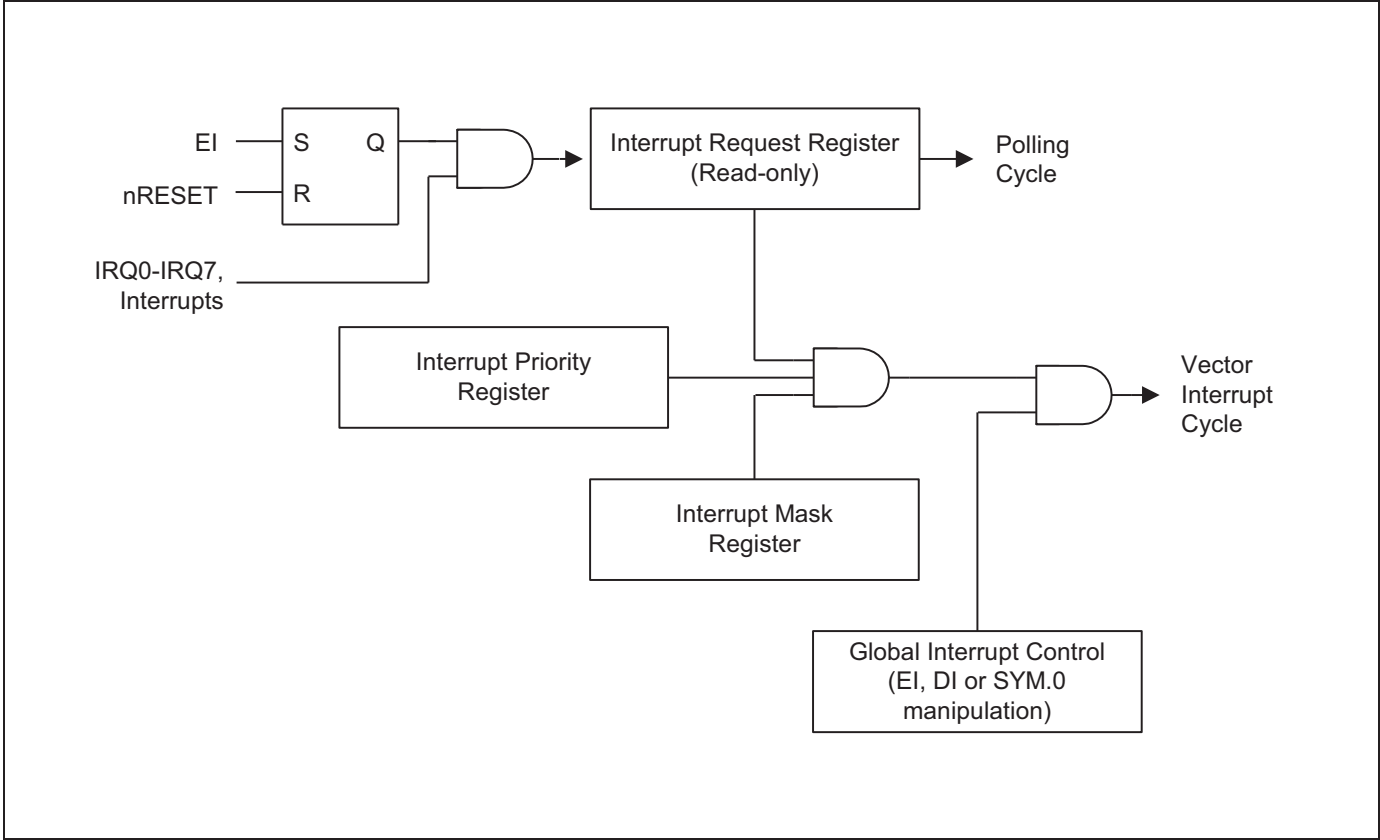 EI
S
Q
nRESET
R
IRQ0-IRQ7,
Interrupts
Interrupt Request Register
(Read-only)
Polling
Cycle
Interrupt Priority
Register
Vector
Interrupt
Cycle
Interrupt Mask
Register
Global Interrupt Control
(EI, DI or SYM.0
manipulation)